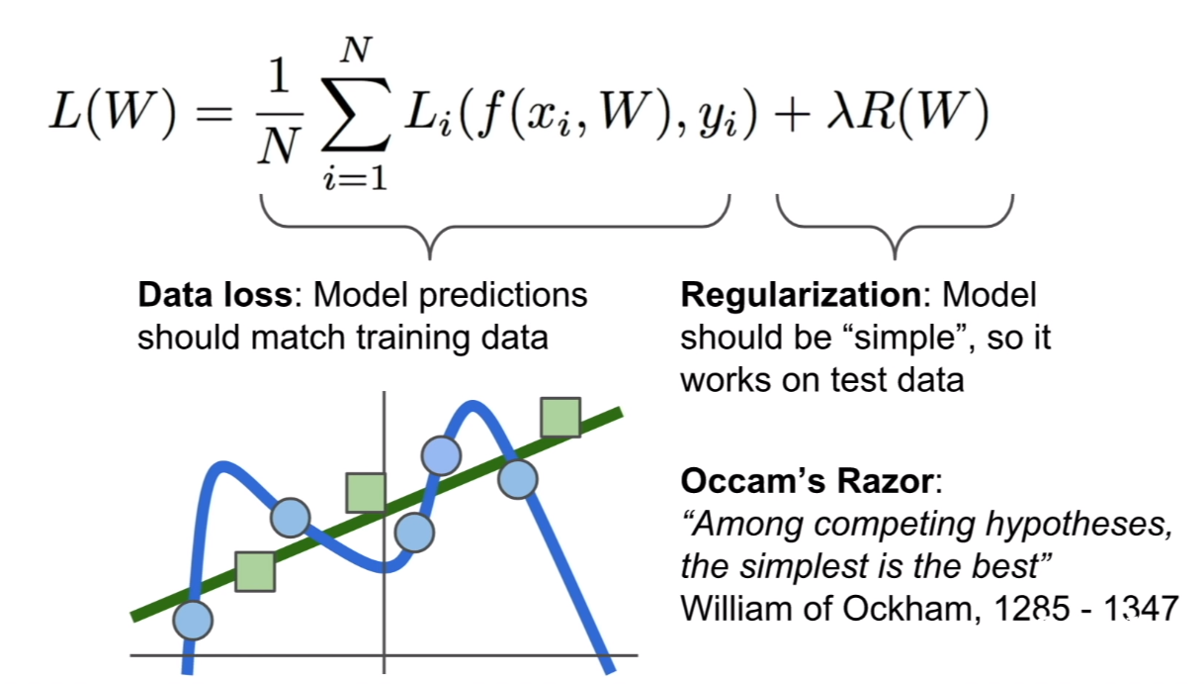 L(W) = \frac{1}{N} \sum_{i=1}^{N} L_i(f(x_i, W), y_i) + λR(W)
Data loss: Model predictions
should match training data
Regularization: Model
should be “simple”, so it
works on test data
Occam’s Razor:
“Among competing hypotheses,
the simplest is the best”
William of Ockham, 1285 - 1347